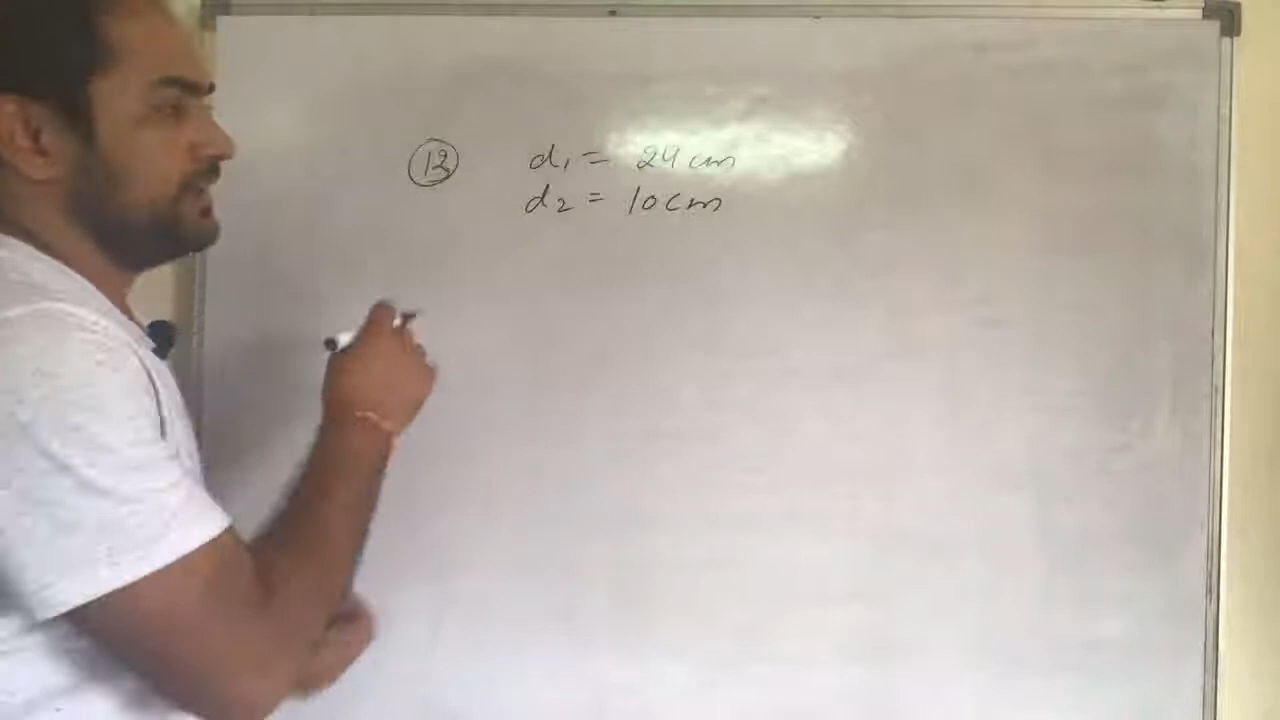 12 d₁ = 24 cm
d₂ = 10 cm